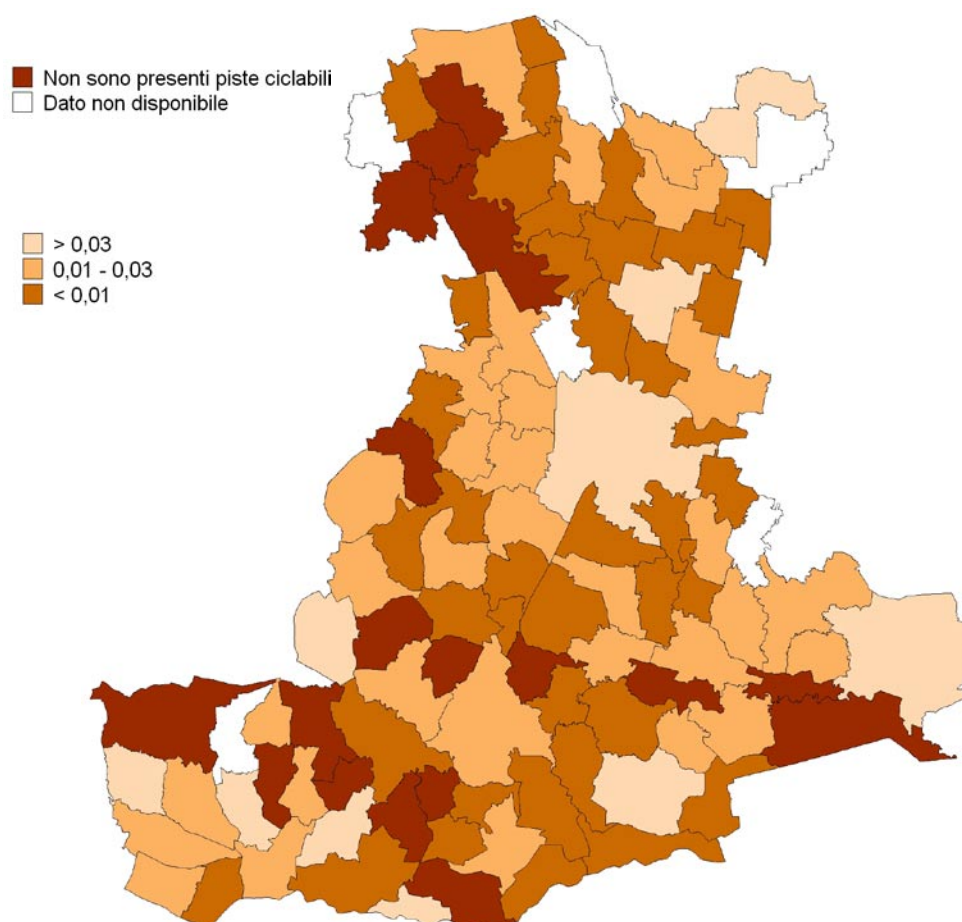 Non sono presenti piste ciclabili
Dato non disponibile
> 0,03
0,01 - 0,03
< 0,01